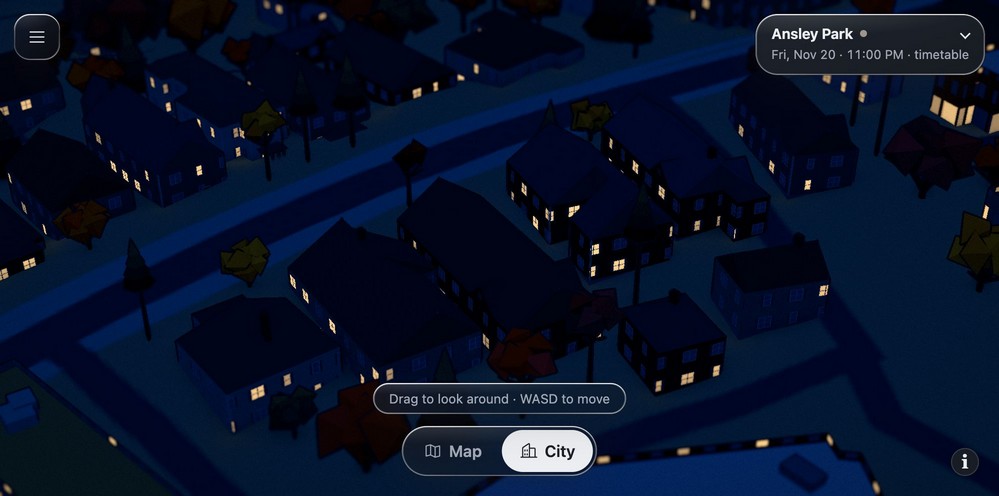 Ansley Park
Fri, Nov 20 · 11:00 PM · timetable
Drag to look around · WASD to move
Map
City
i